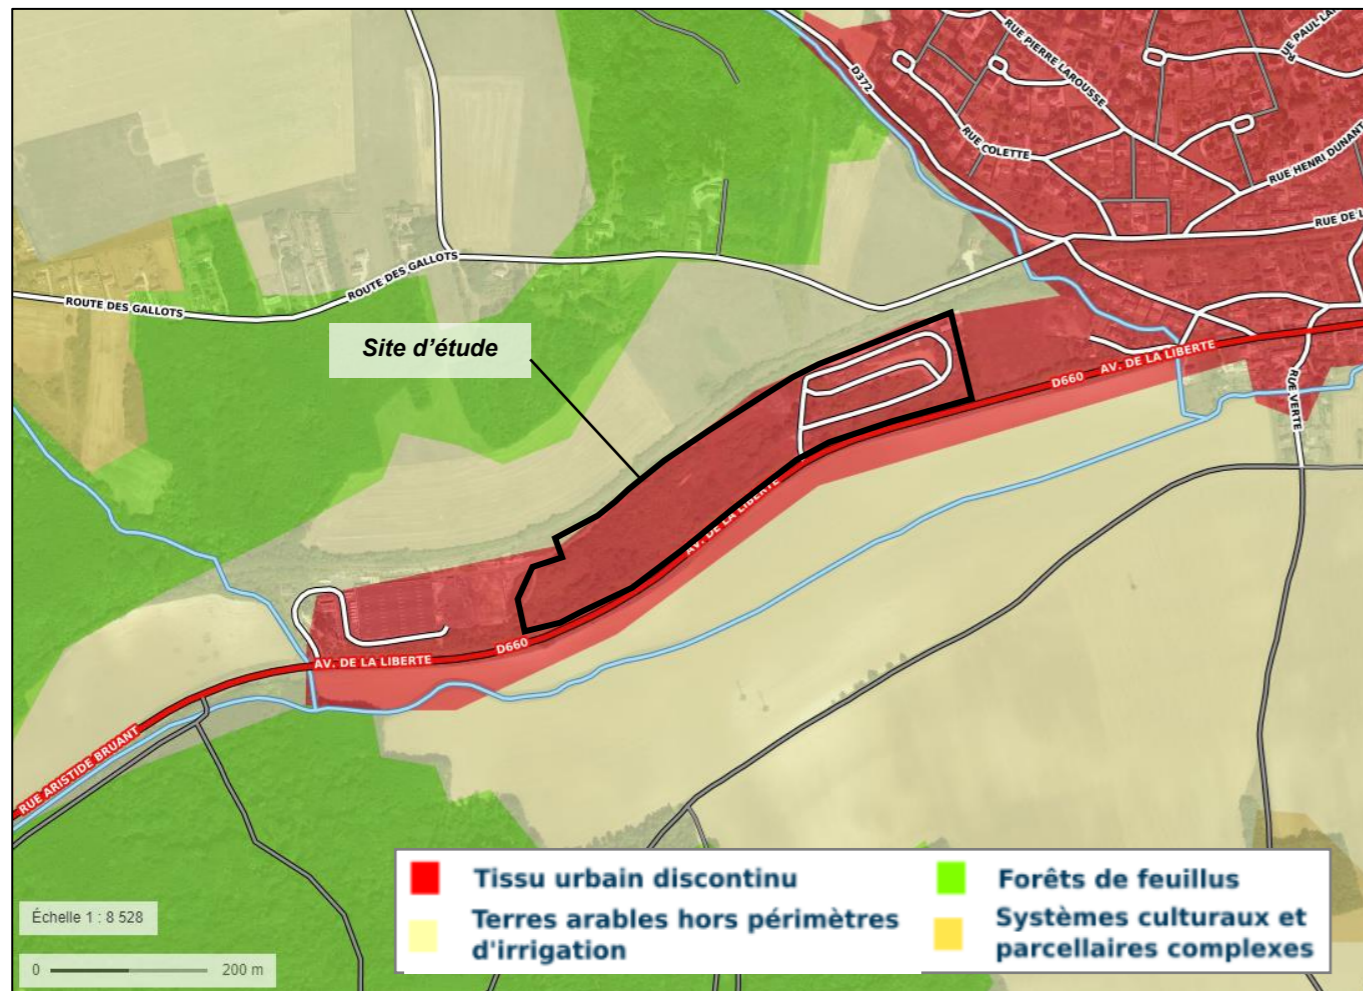 D372
RUE PIERRE LAROUSSE
RUE COLETTE
RUE HENRI DUNANT
RUE DE L
ROUTE DES GALLOTS
ROUTE DES GALLOTS
Site d'étude
D660
AV. DE LA LIBERTE
RUE VERTE
AV. DE LA LIBERTE
D660
AV. DE LA LIBERTE
RUE ARISTIDE BRUANT
Tissu urbain discontinu
Terres arables hors périmètres
d'irrigation
Forêts de feuillus
Systèmes culturaux et
parcellaires complexes
Échelle 1 : 8 528
0 200 m